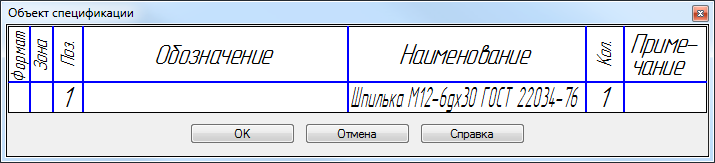 Объект спецификации
Формат Зона Поз. Обозначение Наименование Кол. Приме-
чание
1 Шпилька М12-6gx30 ГОСТ 22034-76 1
ОК Отмена Справка